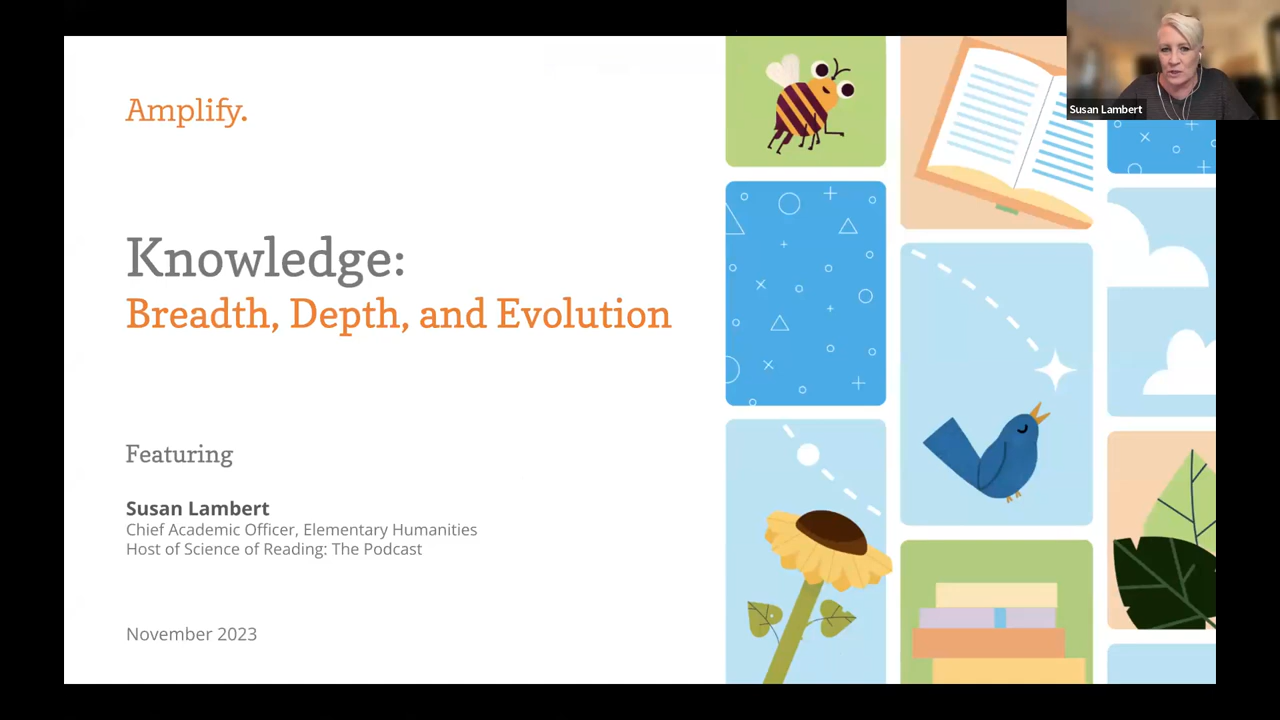 Amplify.
Susan Lambert
Knowledge:
Breadth, Depth, and Evolution
Featuring
Susan Lambert
Chief Academic Officer, Elementary Humanities
Host of Science of Reading: The Podcast
November 2023